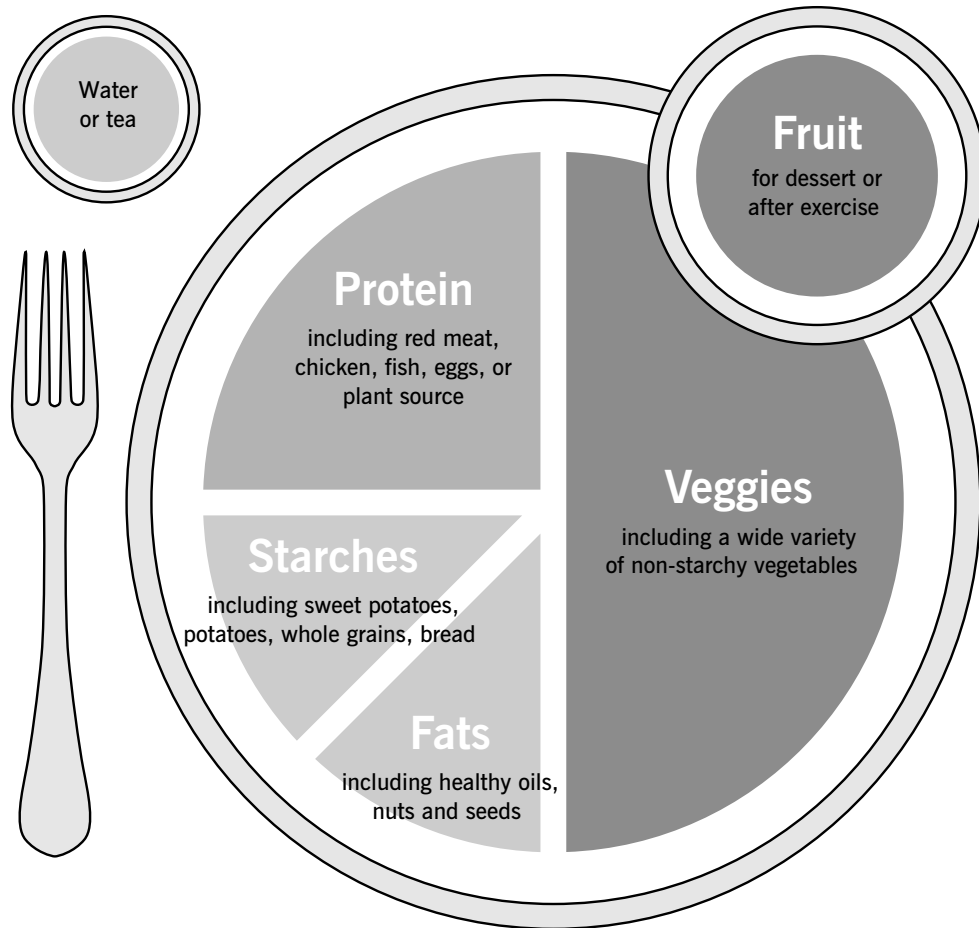 Water
or tea
Fruit
for dessert or
after exercise
Protein
including red meat,
chicken, fish, eggs, or
plant source
Veggies
including a wide variety
of non-starchy vegetables
Starches
including sweet potatoes,
potatoes, whole grains, bread
Fats
including healthy oils,
nuts and seeds